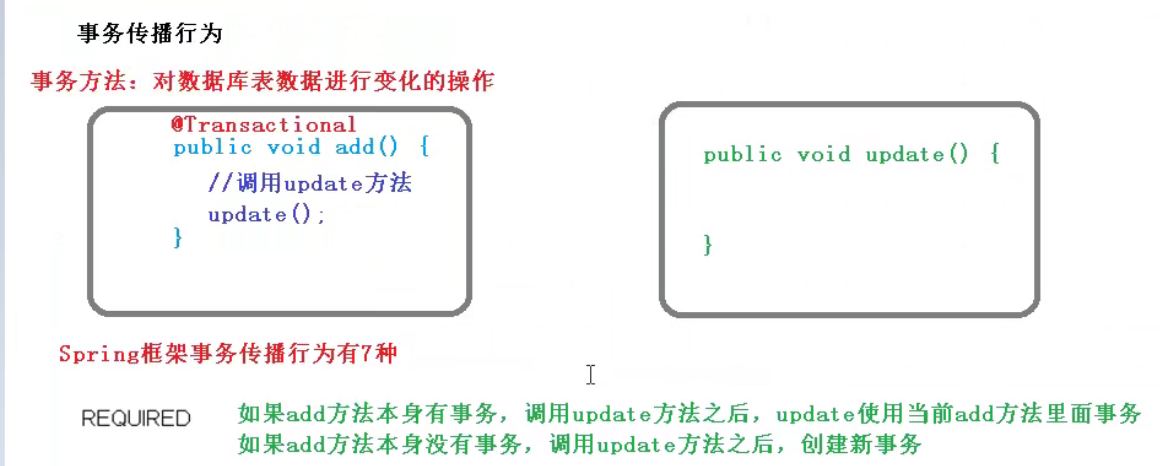 事务传播行为
事务方法：对数据库表数据进行变化的操作
@Transactional
public void add() {
//调用update方法
update();
}
public void update() {
}
Spring框架事务传播行为有7种
REQUIRED
如果add方法本身有事务，调用update方法之后，update使用当前add方法里面事务
如果add方法本身没有事务，调用update方法之后，创建新事务